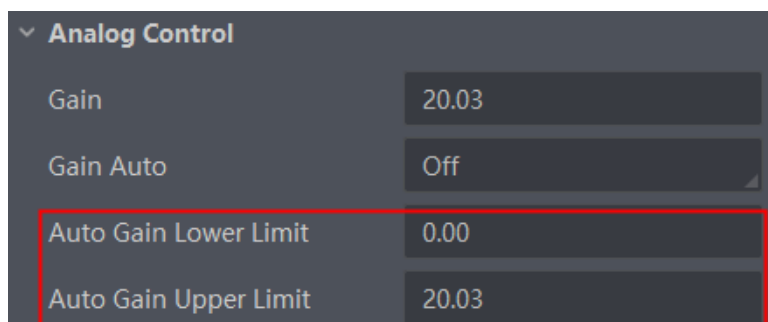 Analog Control
Gain 20.03
Gain Auto Off
Auto Gain Lower Limit 0.00
Auto Gain Upper Limit 20.03